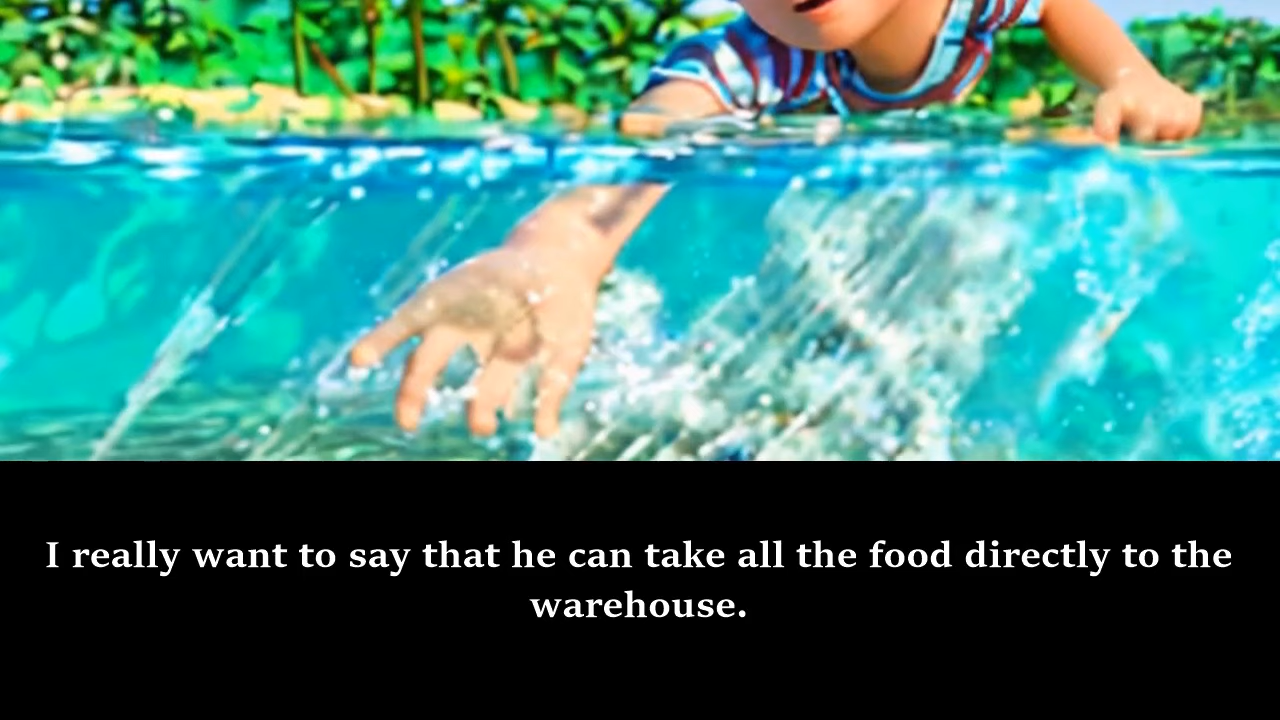 I really want to say that he can take all the food directly to the
warehouse.